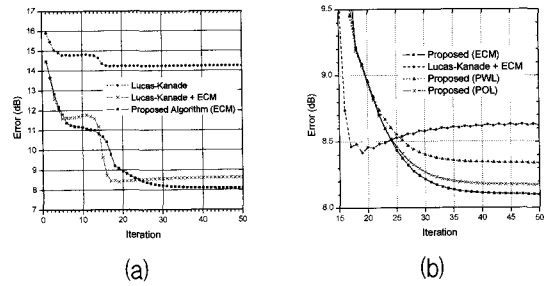 16
15
14
13
12
11
10
9
8
7
Error (dB)
Lucas-Kanade
Lucas-Kanade + ECM
Proposed Algorithm (ECM)
0 10 20 30 40 50
Iteration
(a)
9.5
9.0
8.5
8.0
Error (dB)
Proposed (ECM)
Lucas-Kanade + ECM
Proposed (PWL)
Proposed (POL)
15 20 25 30 35 40 45 50
Iteration
(b)